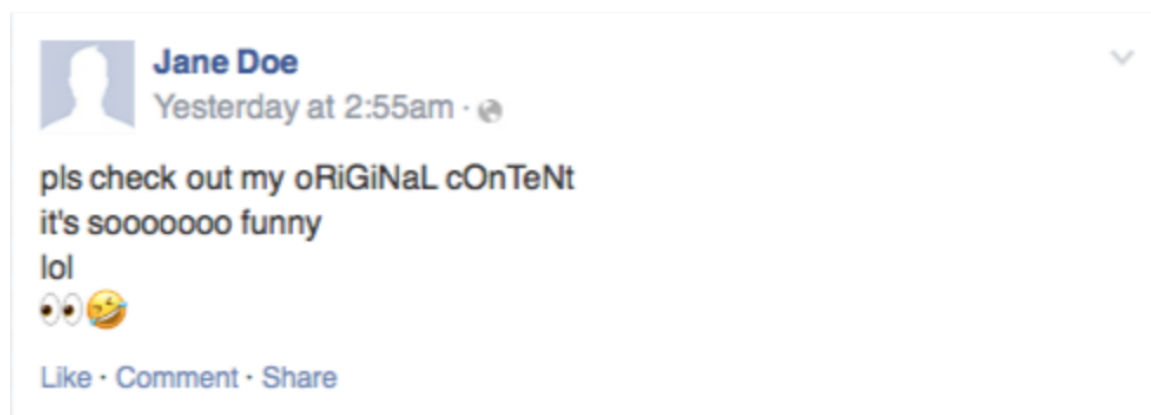 Jane Doe
Yesterday at 2:55am ·
pls check out my oRiGiNaL cOnTeNt
it's sooooooo funny
lol
👀🤣
Like · Comment · Share